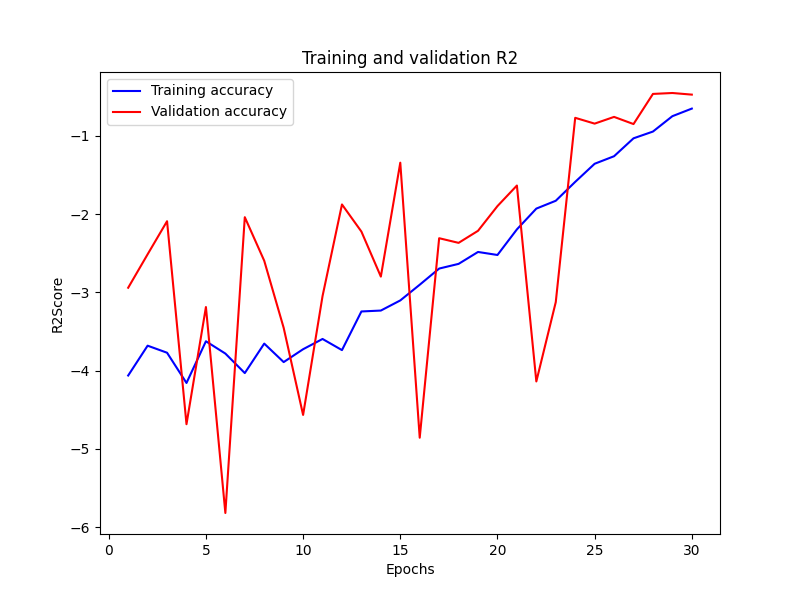 Training and validation R2
Training accuracy
Validation accuracy
−1
−2
−3
−4
−5
−6
R2Score
0 5 10 15 20 25 30
Epochs